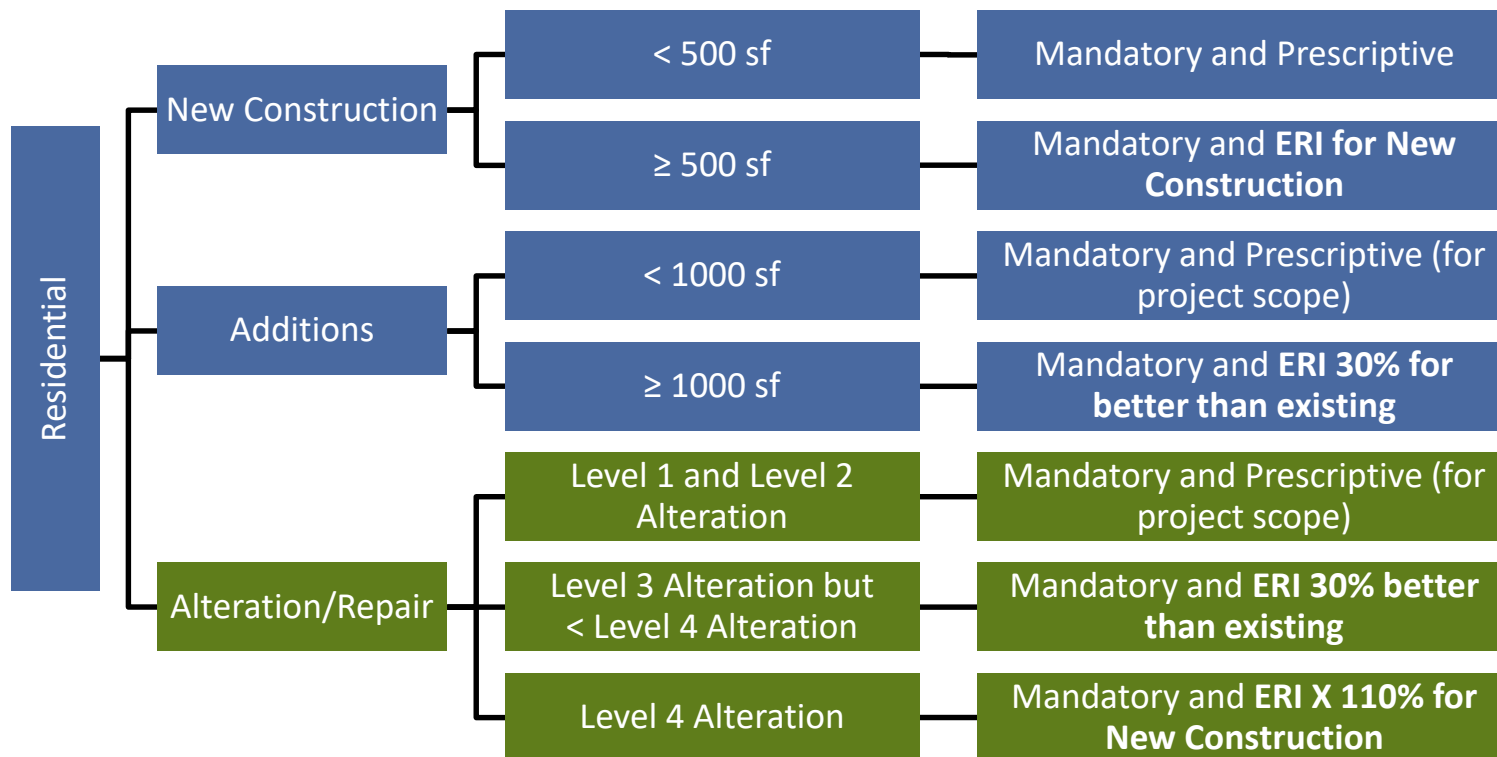 Residential
New Construction
< 500 sf
Mandatory and Prescriptive
≥ 500 sf
Mandatory and ERI for New
Construction
Additions
< 1000 sf
Mandatory and Prescriptive (for
project scope)
≥ 1000 sf
Mandatory and ERI 30% for
better than existing
Alteration/Repair
Level 1 and Level 2
Alteration
Mandatory and Prescriptive (for
project scope)
Level 3 Alteration but
< Level 4 Alteration
Mandatory and ERI 30% better
than existing
Level 4 Alteration
Mandatory and ERI X 110% for
New Construction